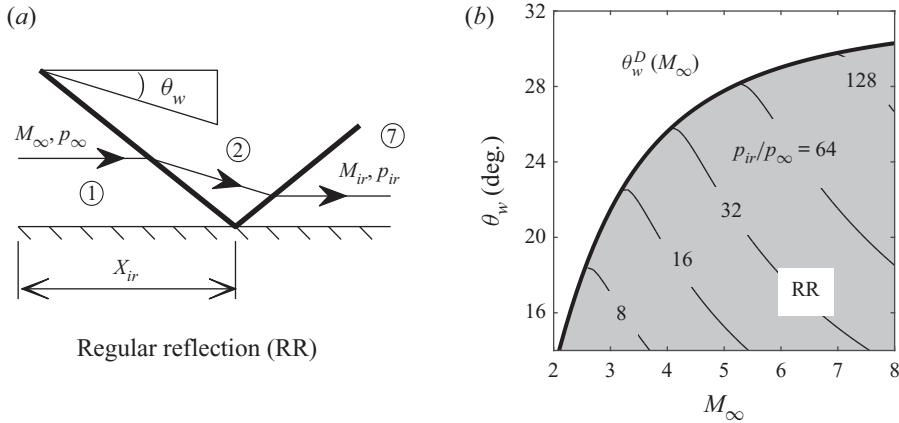 (a)
θw
M∞, p∞
2
7
Mir, pir
1
Xir
Regular reflection (RR)
(b)
32
28
24
20
16
θw (deg.)
θwD (M∞)
128
pir/p∞ = 64
32
16
8
RR
2 3 4 5 6 7 8
M∞